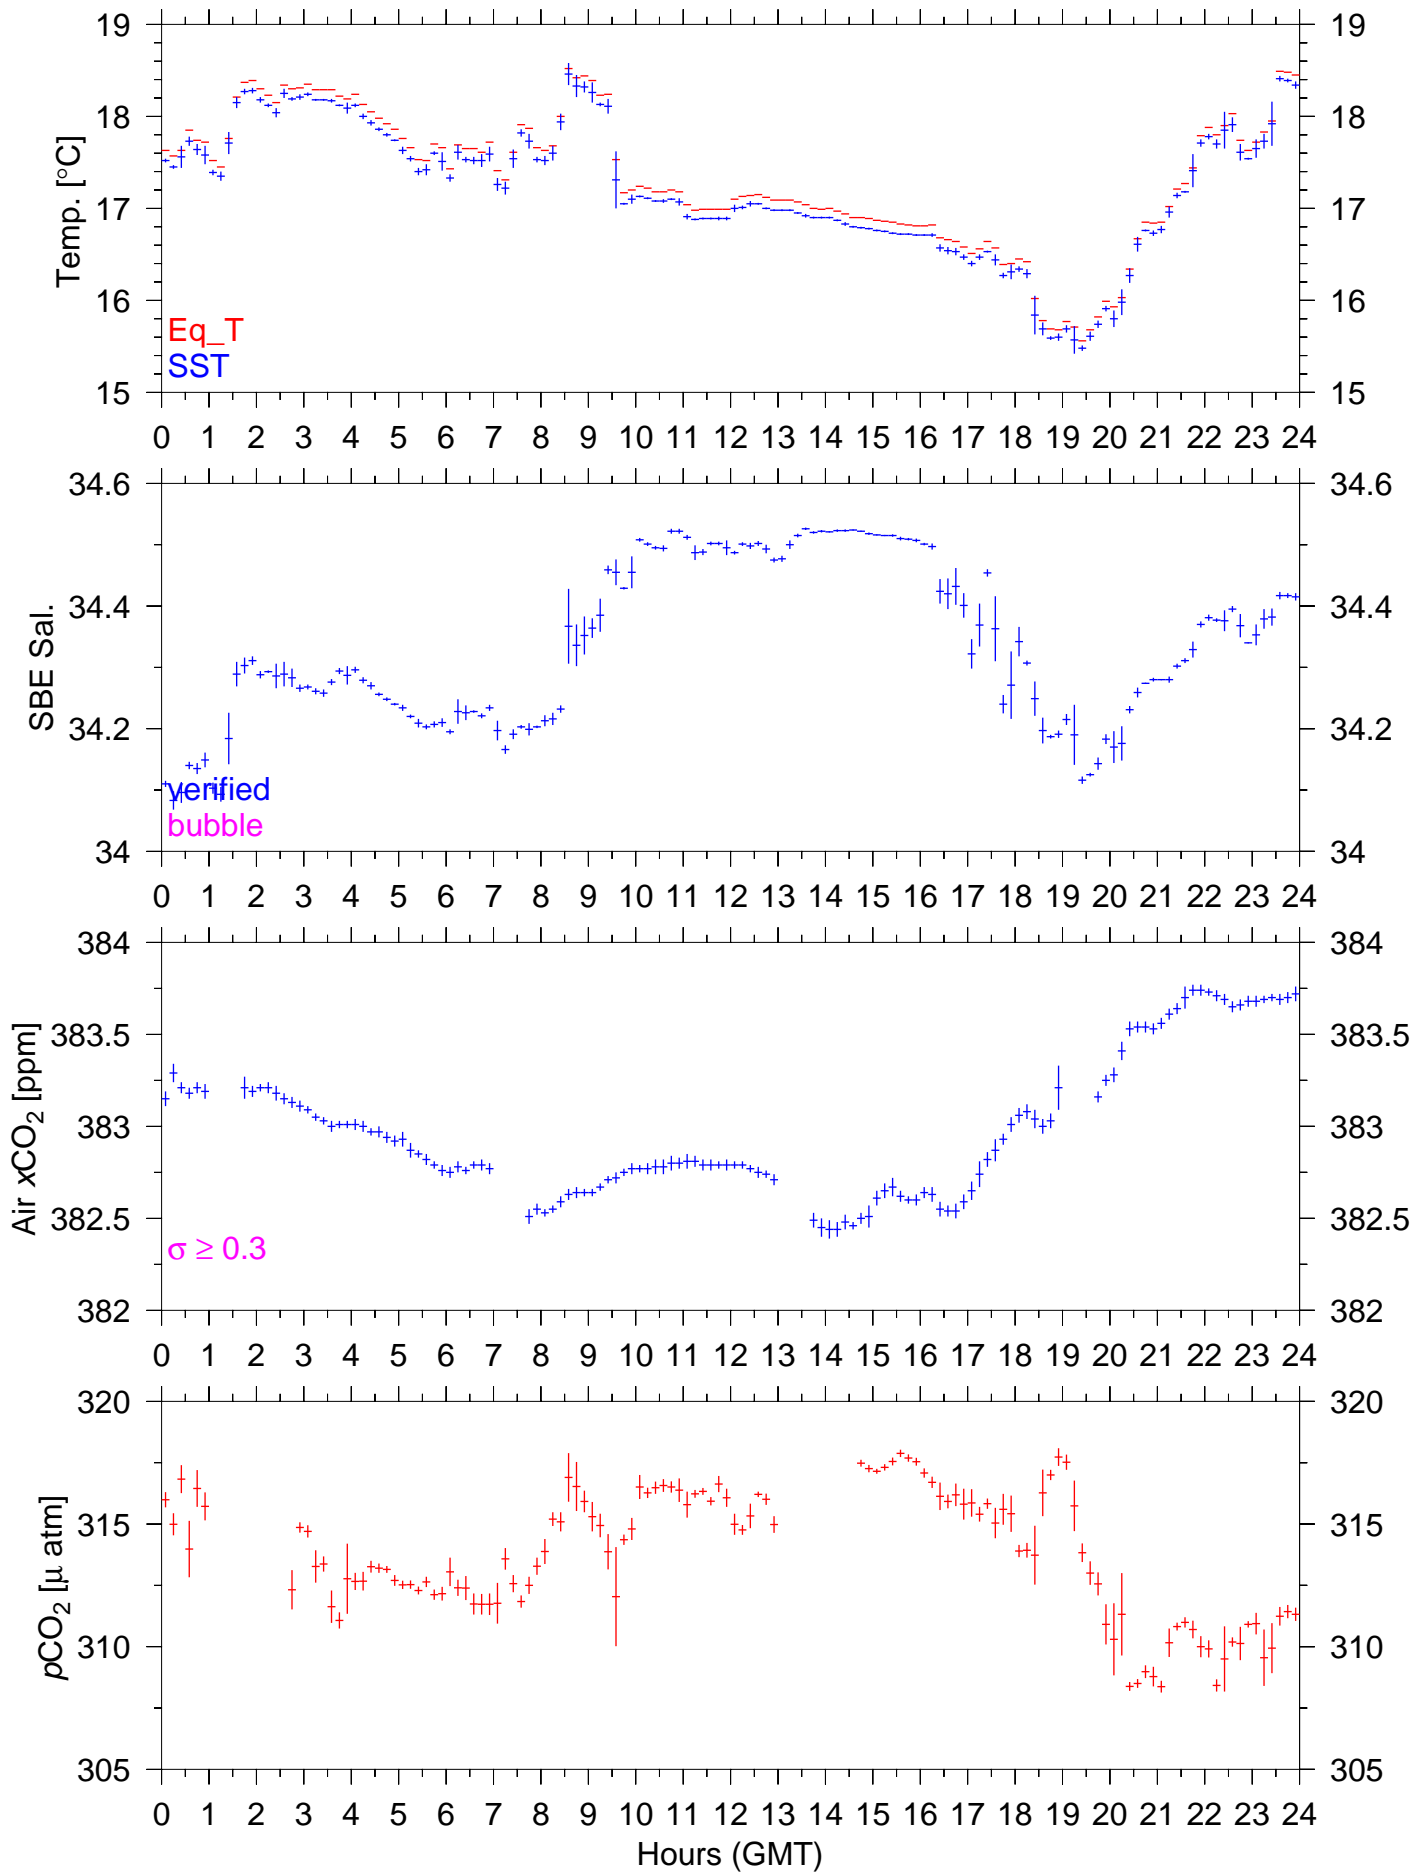 19 19
18 18
Temp. [°C]
17 17
16 16
Eq_T
SST
15 15
0 1 2 3 4 5 6 7 8 9 10 11 12 13 14 15 16 17 18 19 20 21 22 23 24
34.6 34.6
34.4 34.4
SBE Sal.
34.2 34.2
verified
bubble
34 34
0 1 2 3 4 5 6 7 8 9 10 11 12 13 14 15 16 17 18 19 20 21 22 23 24
384 384
383.5 383.5
Air xCO₂ [ppm]
383 383
382.5 382.5
σ ≥ 0.3
382 382
0 1 2 3 4 5 6 7 8 9 10 11 12 13 14 15 16 17 18 19 20 21 22 23 24
320 320
315 315
pCO₂ [μ atm]
310 310
305 305
0 1 2 3 4 5 6 7 8 9 10 11 12 13 14 15 16 17 18 19 20 21 22 23 24
Hours (GMT)